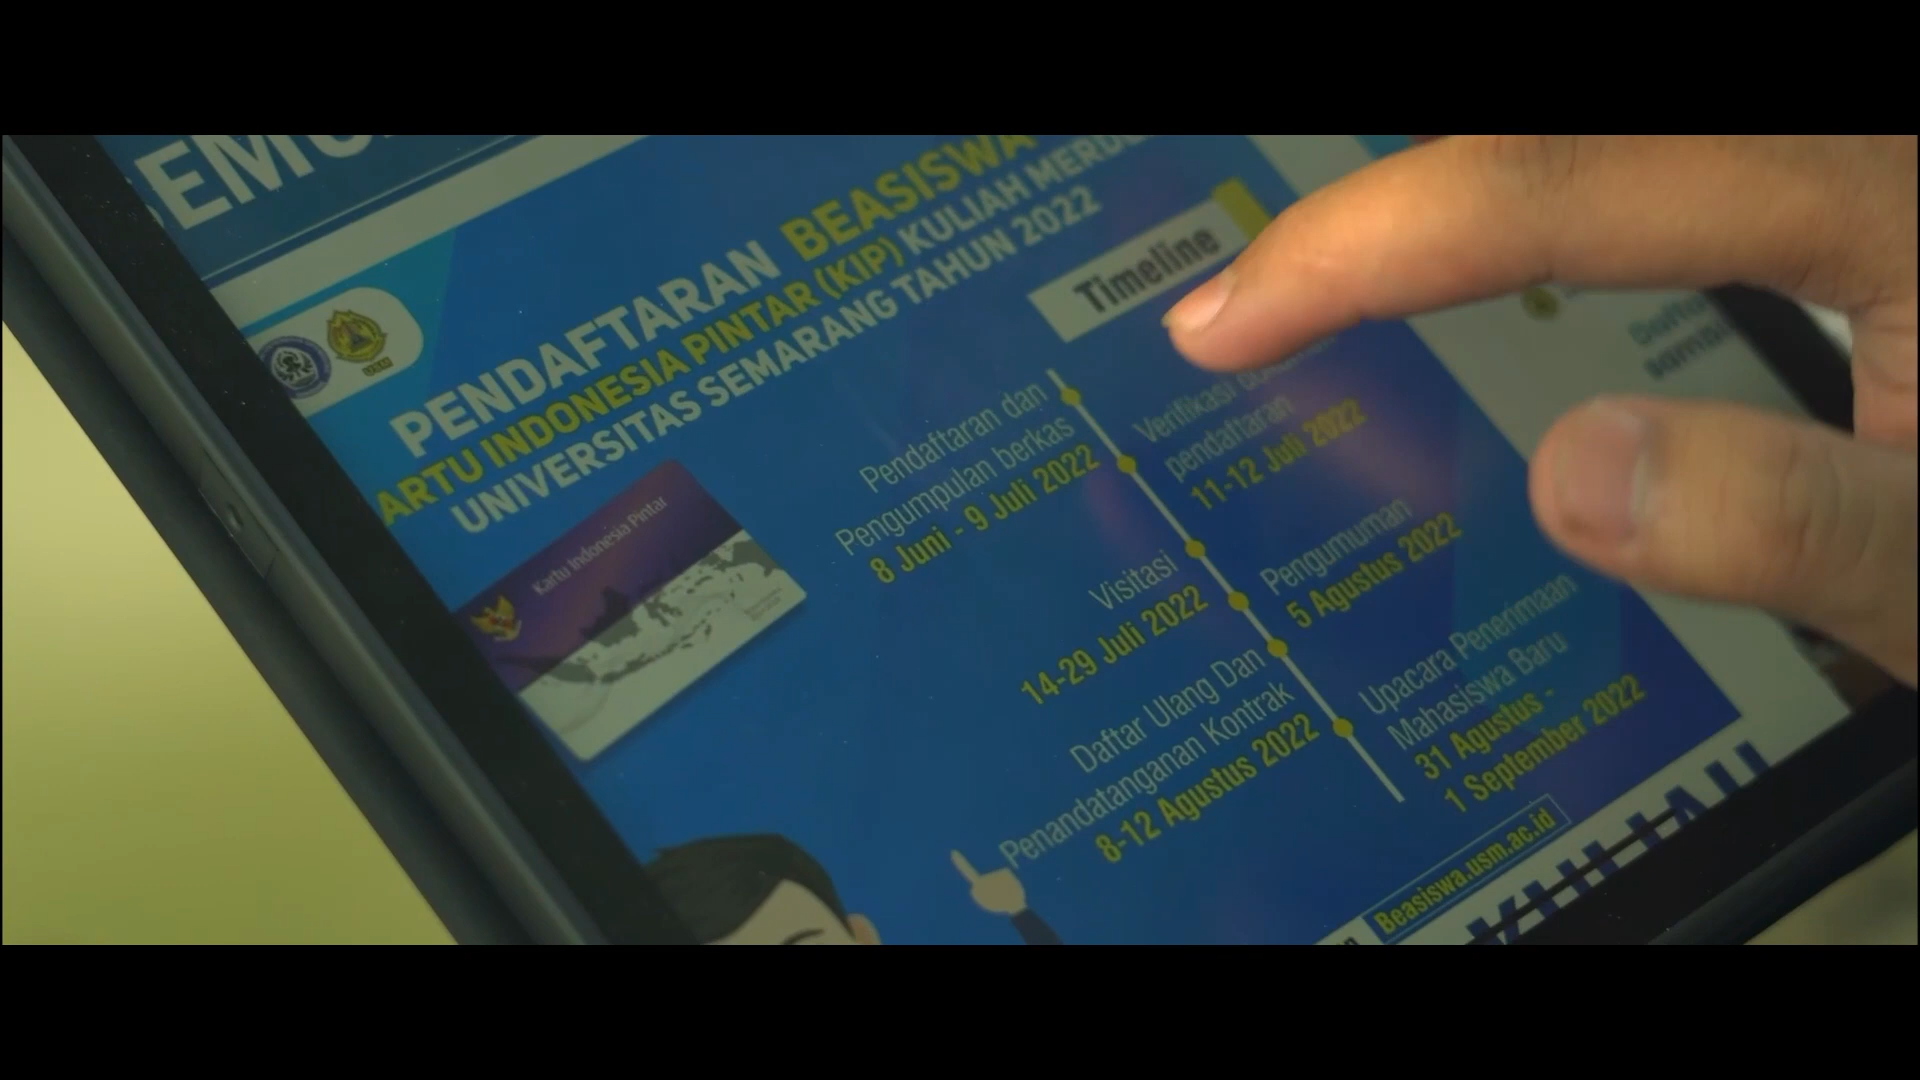 PENDAFTARAN BEASISWA
ARTU INDONESIA PINTAR (KIP) KULIAH
UNIVERSITAS SEMARANG TAHUN 2022
USM
Kartu Indonesia Pintar
Timeline
Pendaftaran dan
Pengumpulan berkas
8 Juni - 9 Juli 2022
Verifikasi
pendaftaran
11-12 Juli 2022
Visitasi
14-29 Juli 2022
Pengumuman
5 Agustus 2022
Daftar Ulang Dan
Penandatanganan Kontrak
8-12 Agustus 2022
Upacara Penerimaan
Mahasiswa Baru
31 Agustus -
1 September 2022
Beasiswa.usm.ac.id